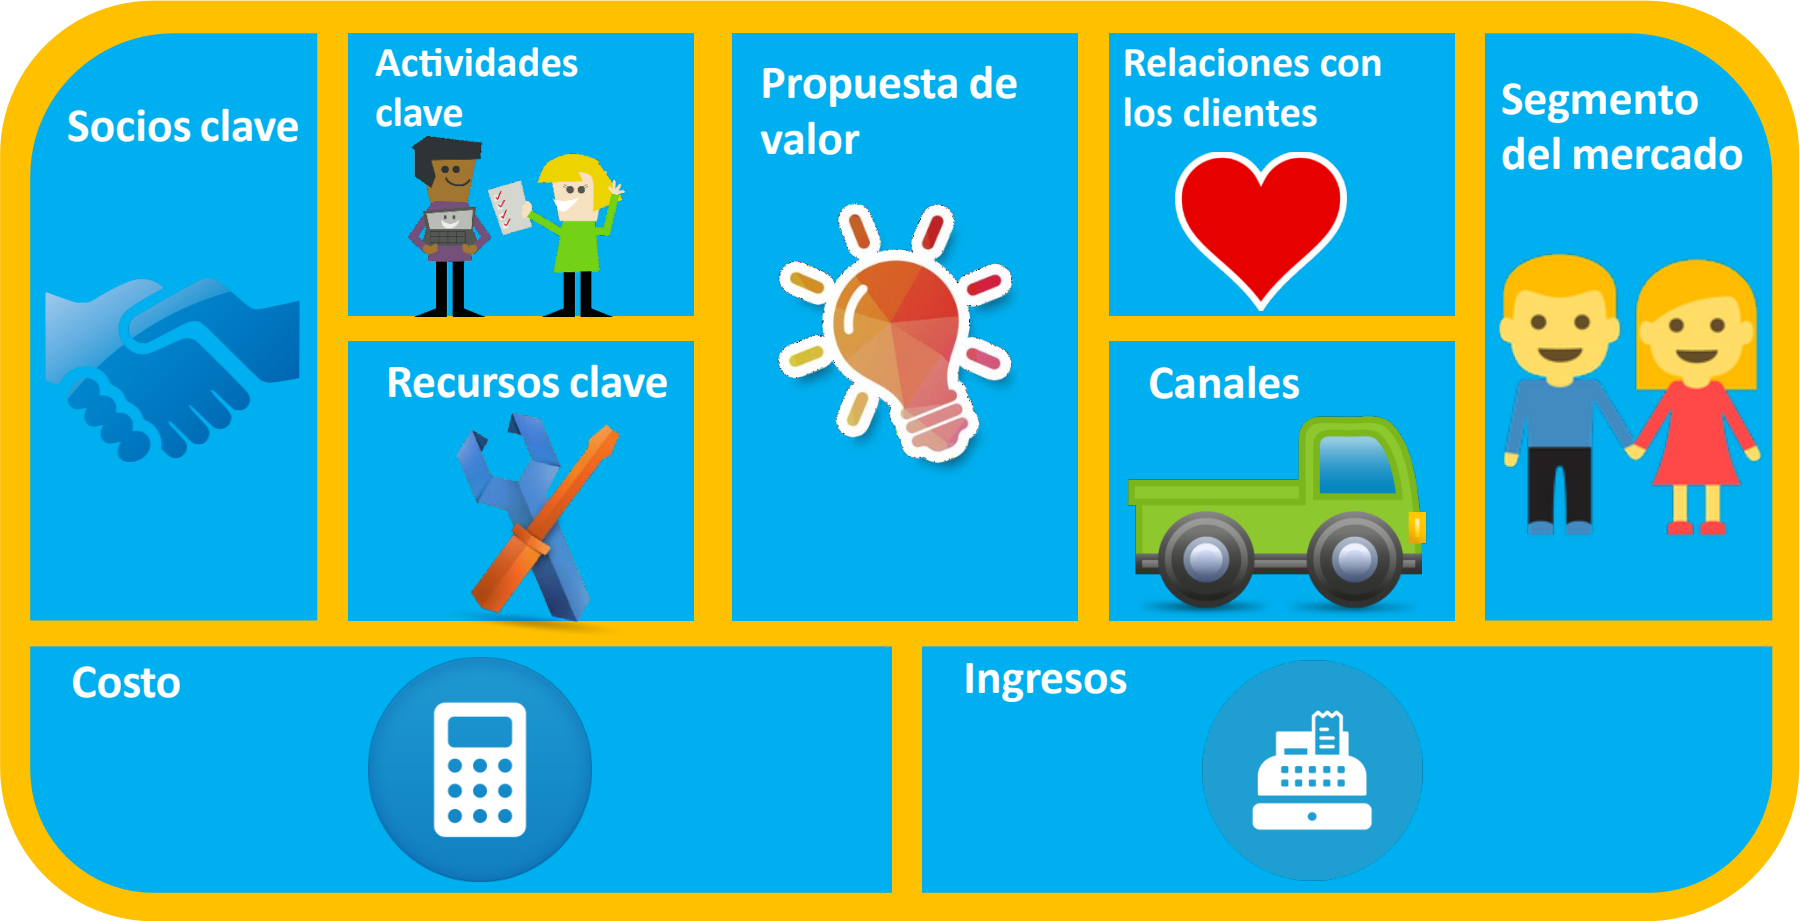 Socios clave
Actividades
clave
Recursos clave
Propuesta de
valor
Relaciones con
los clientes
Canales
Segmento
del mercado
Costo
Ingresos